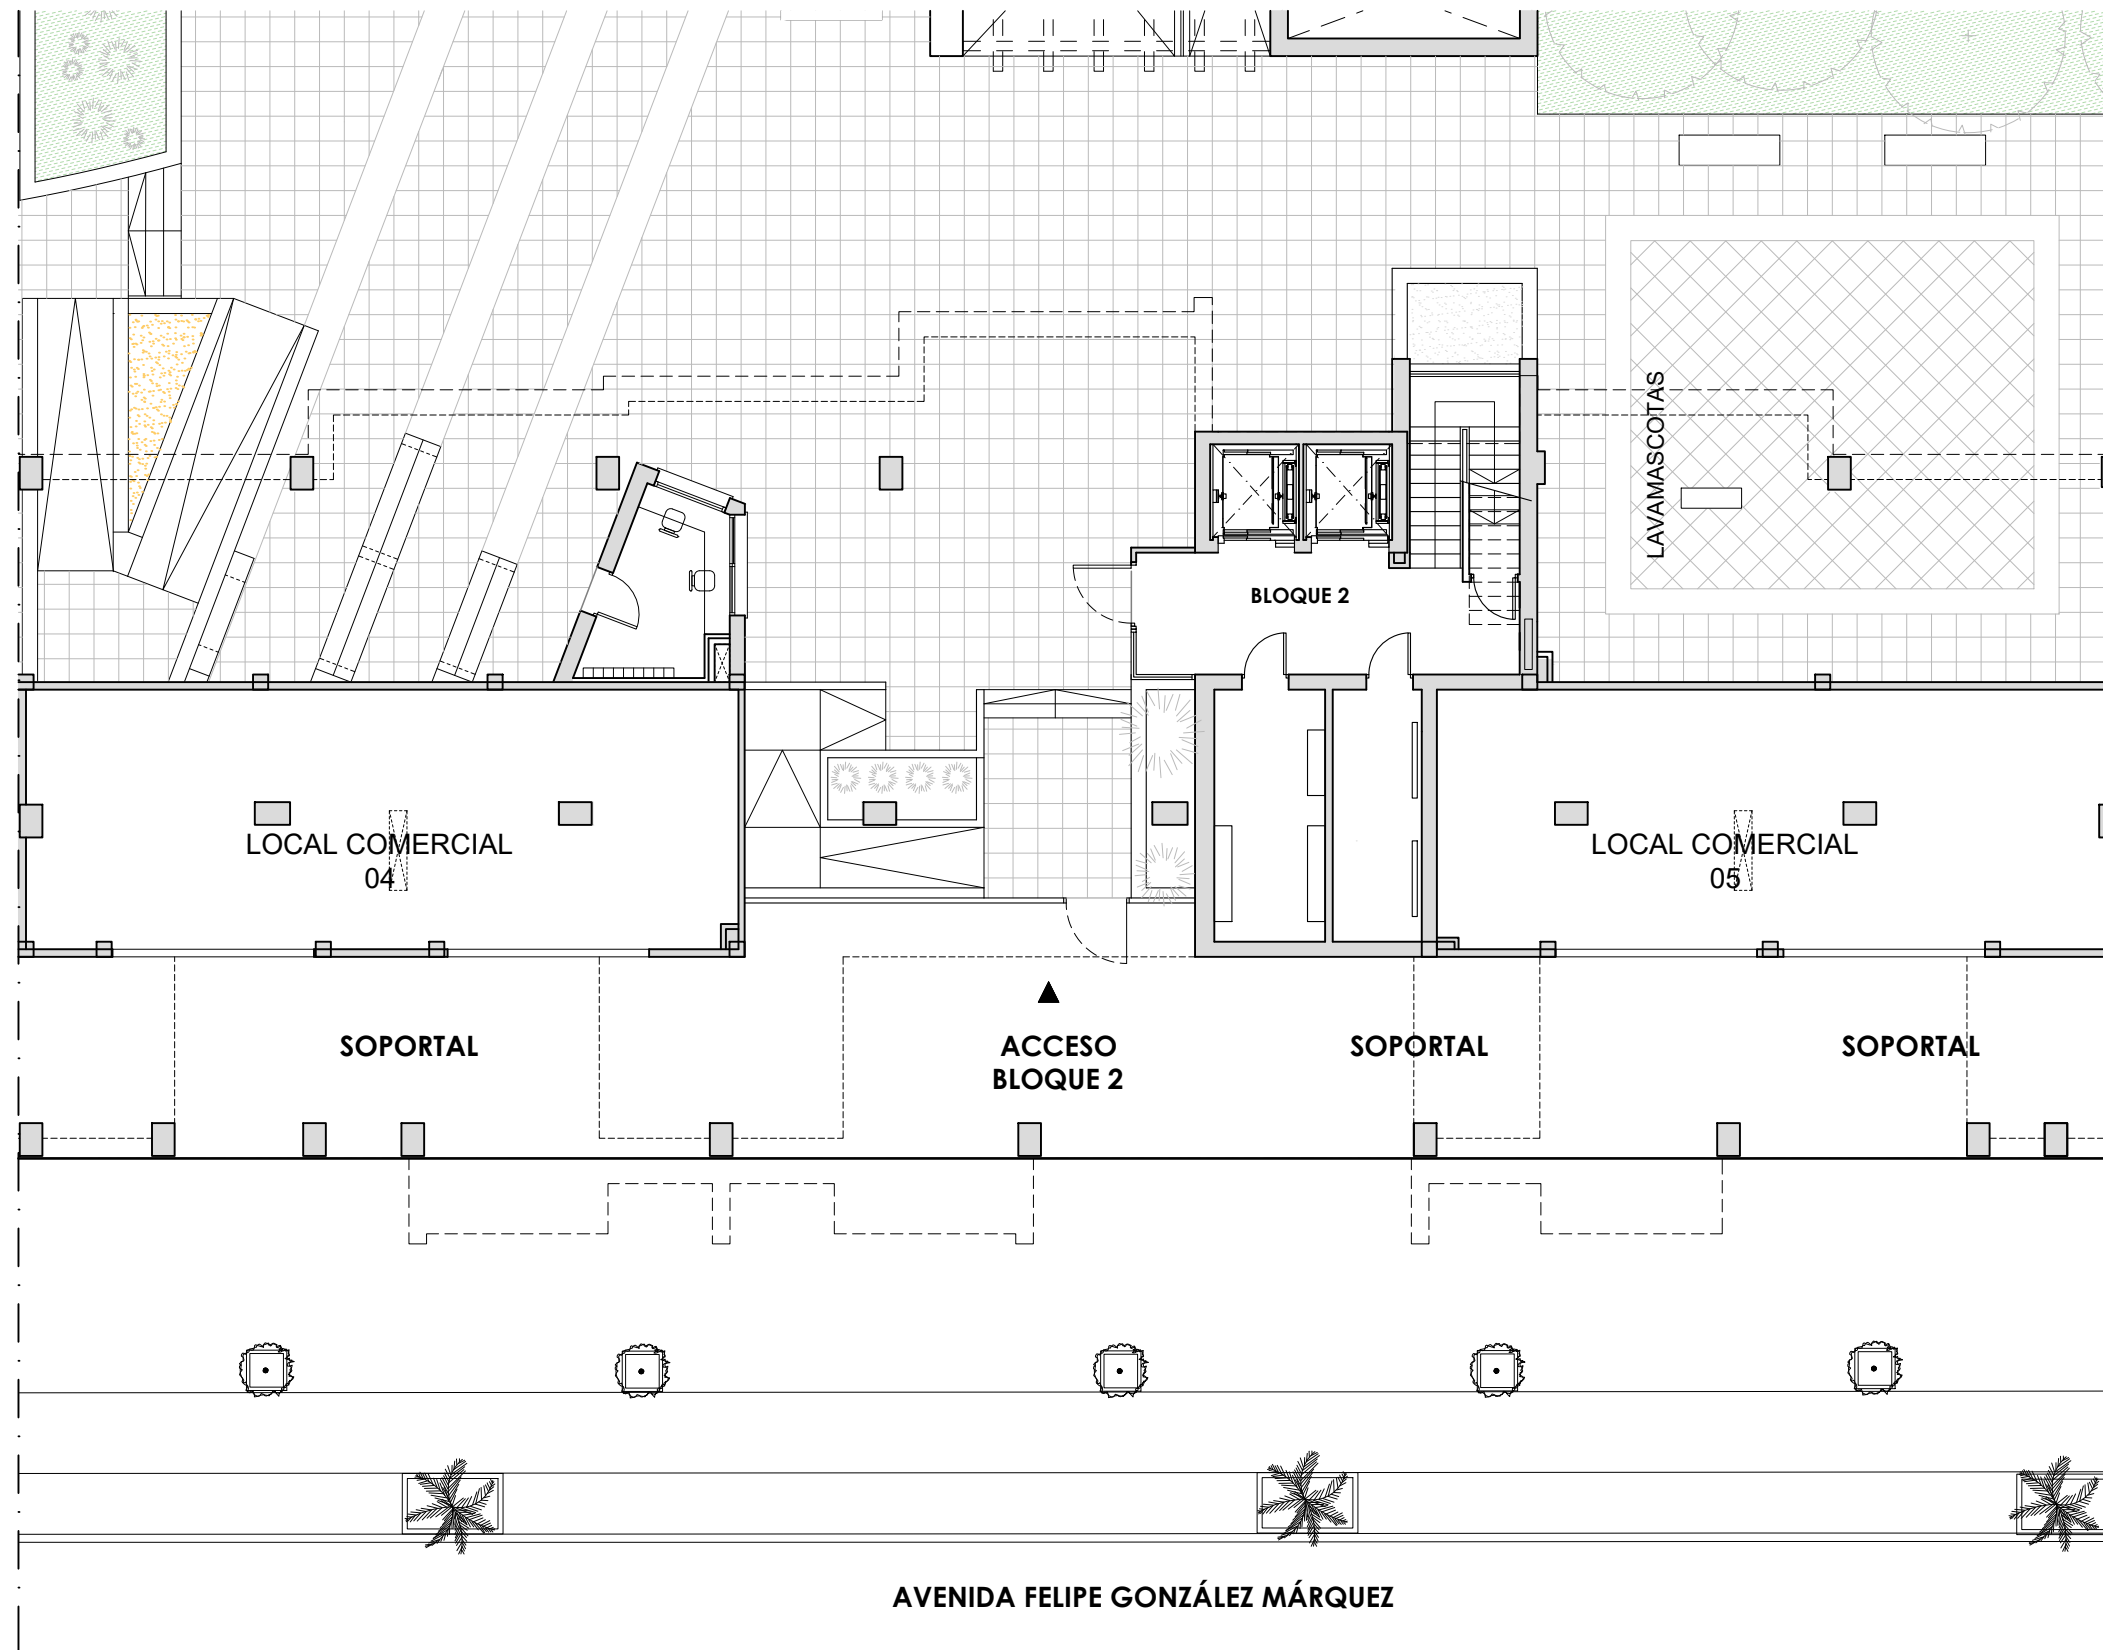 LAVAMASCOTAS
BLOQUE 2
LOCAL COMERCIAL
04
LOCAL COMERCIAL
05
SOPORTAL
ACCESO
BLOQUE 2
SOPORTAL
SOPORTAL
AVENIDA FELIPE GONZÁLEZ MÁRQUEZ